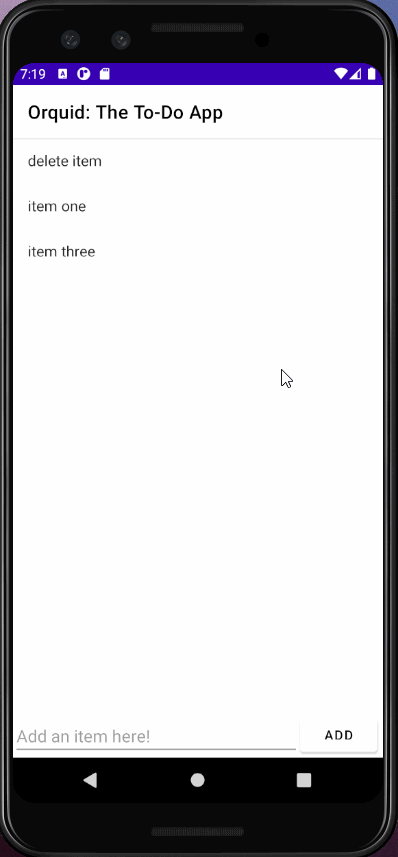 7:19
Orquid: The To-Do App
delete item
item one
item three
Add an item here!
ADD